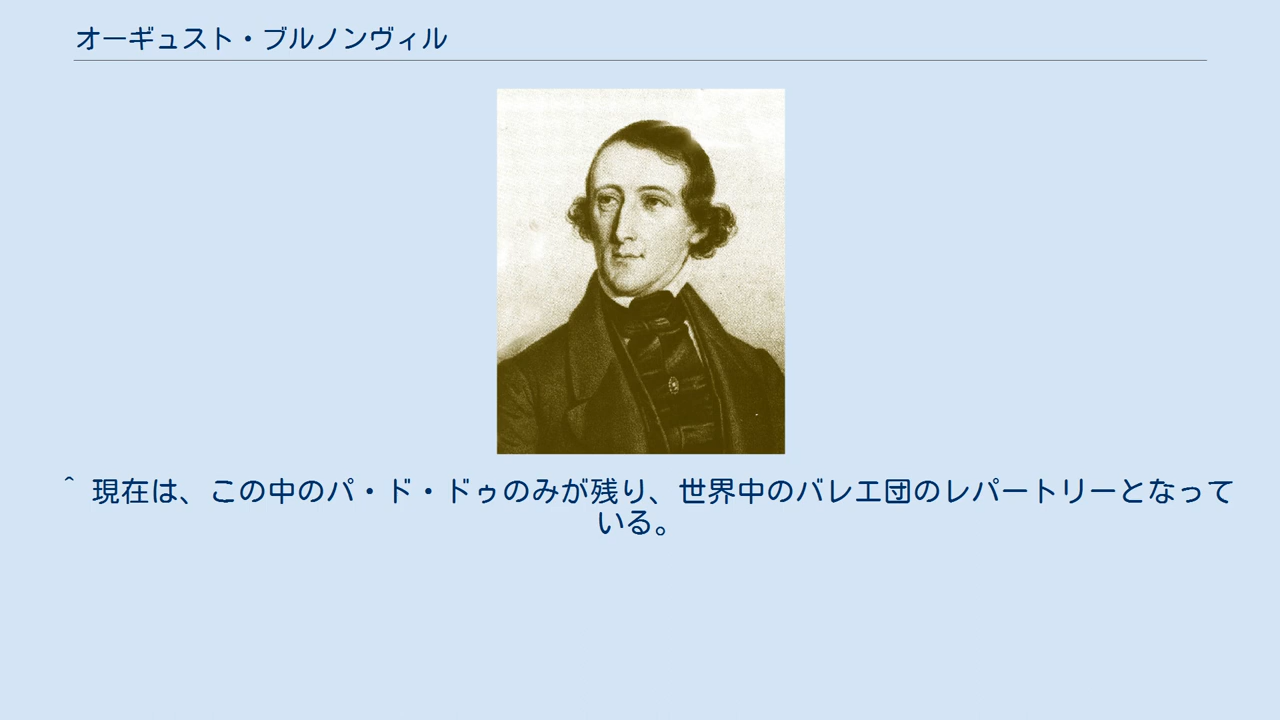 オーギュスト・ブルノンヴィル
^ 現在は、この中のパ・ド・ドゥのみが残り、世界中のバレエ団のレパートリーとなって
いる。